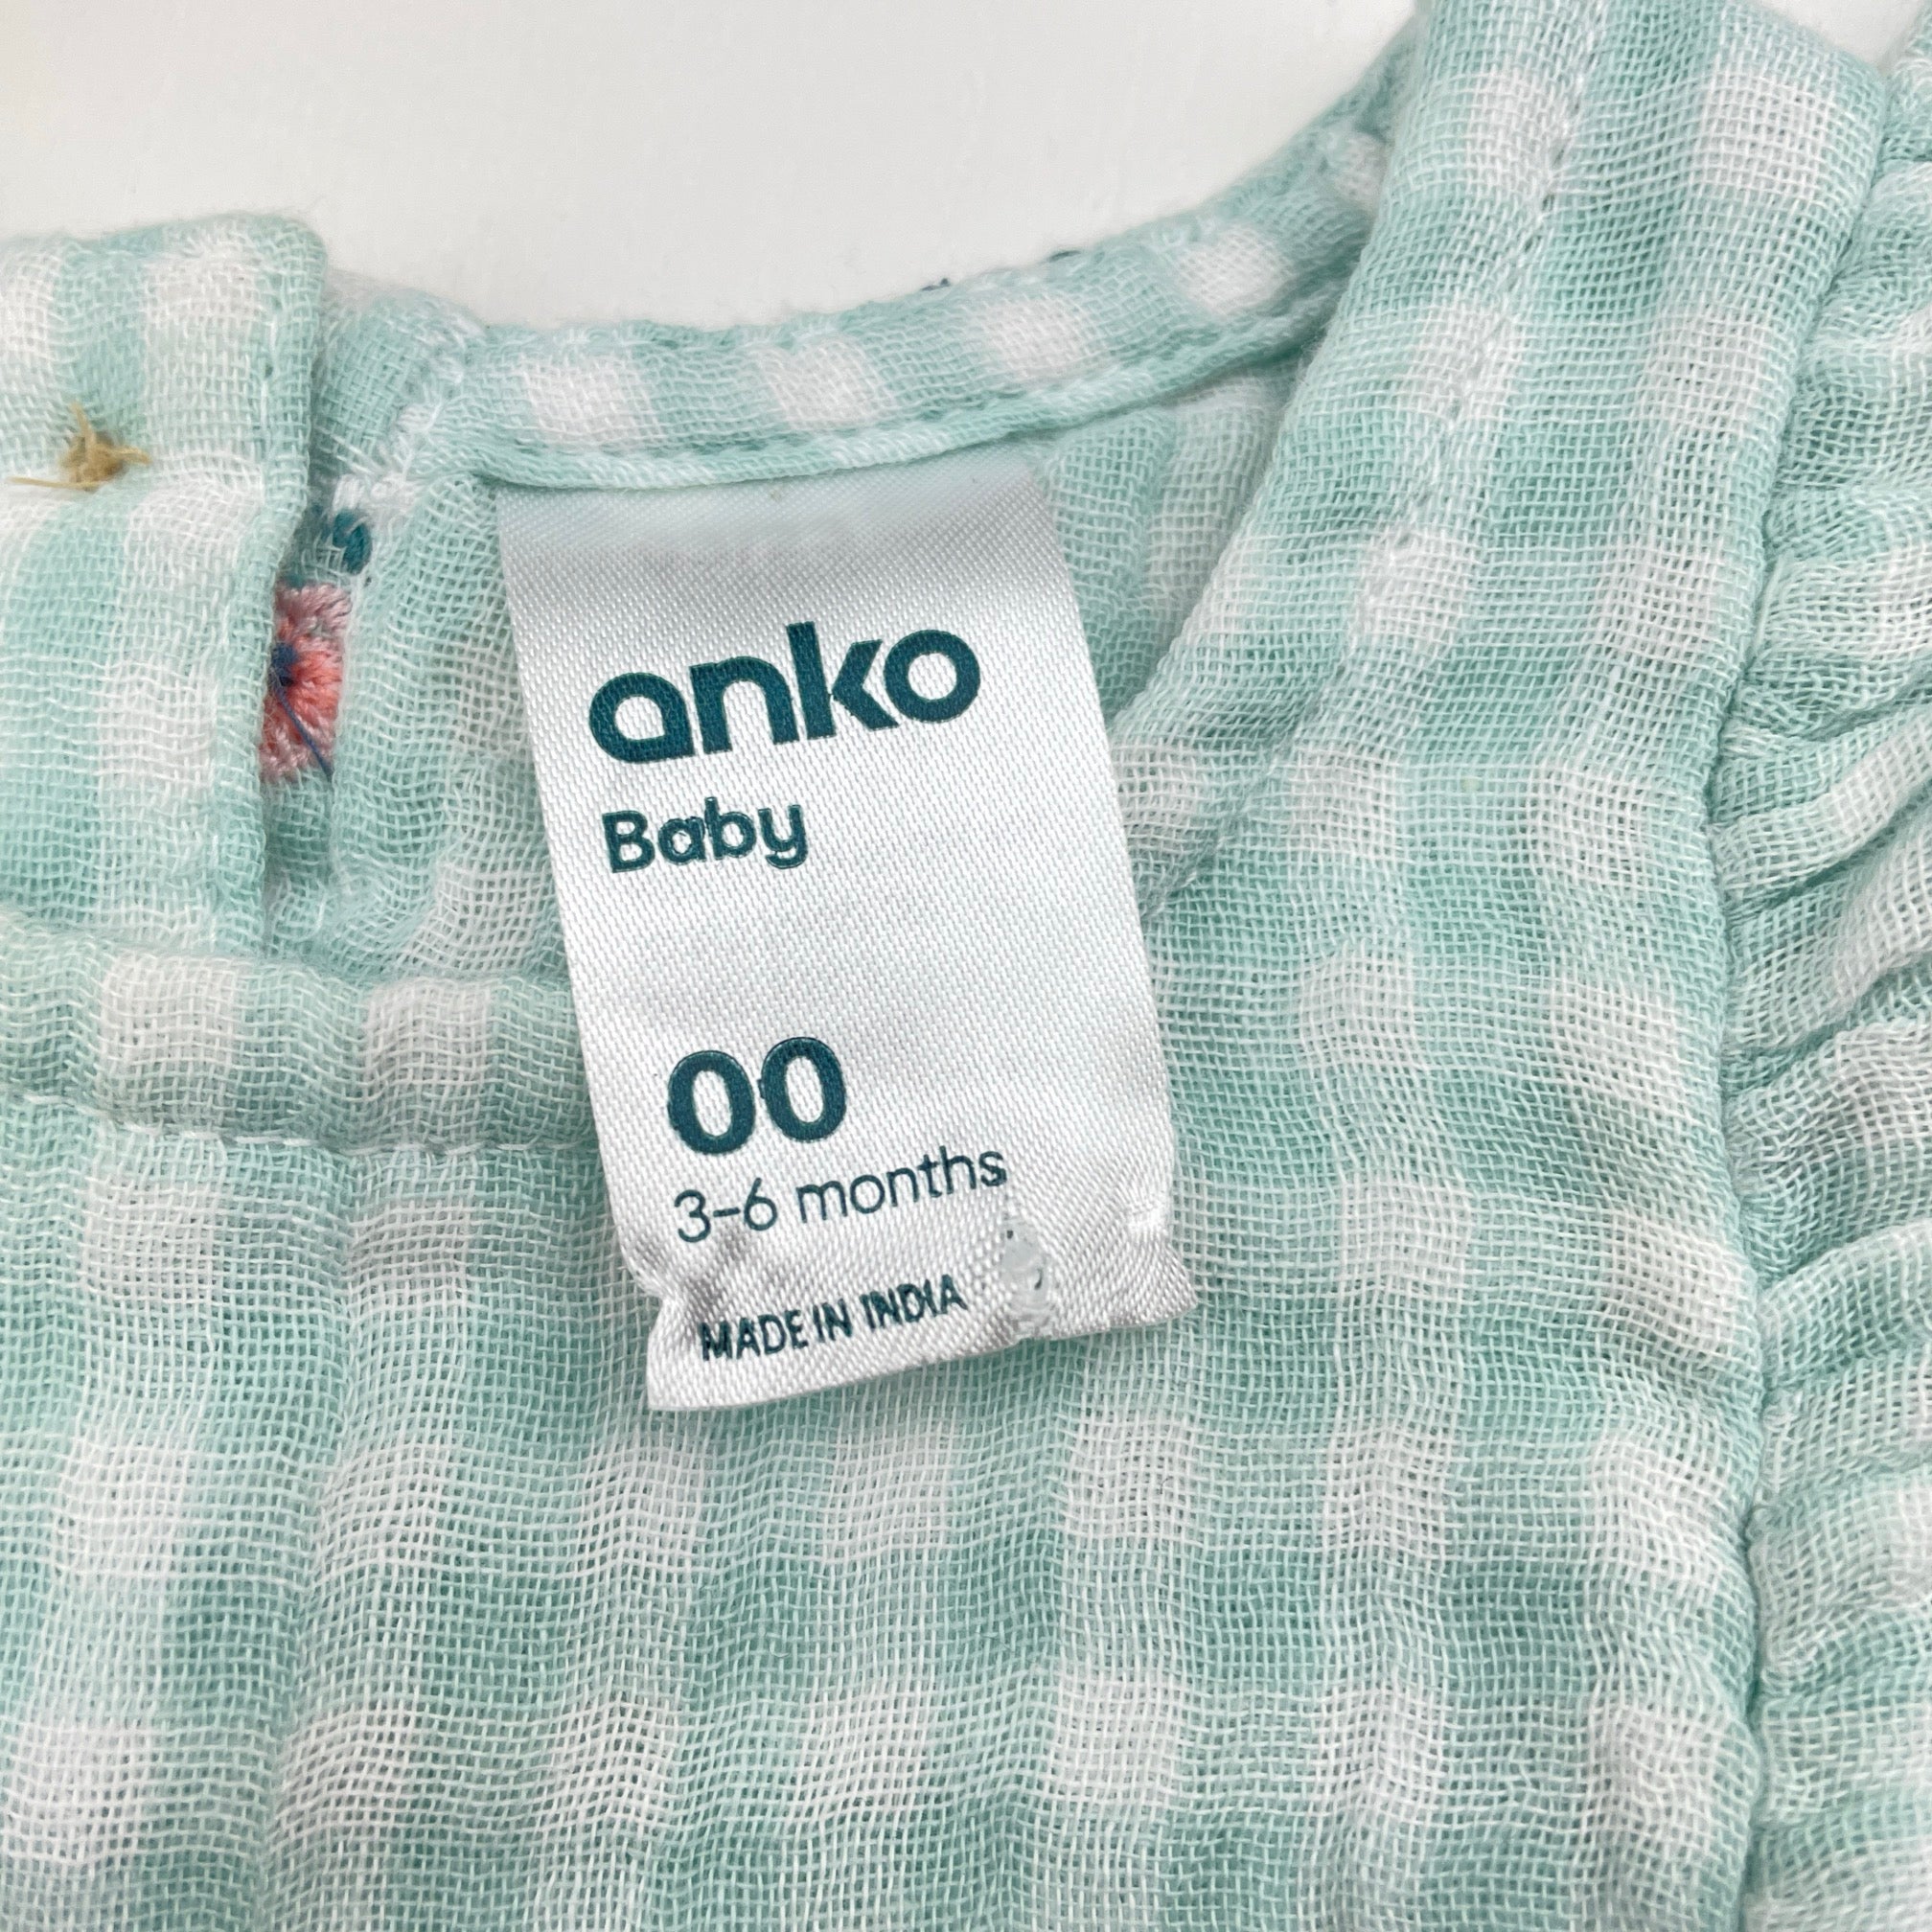 anko
Baby
00
3-6 months
MADE IN INDIA